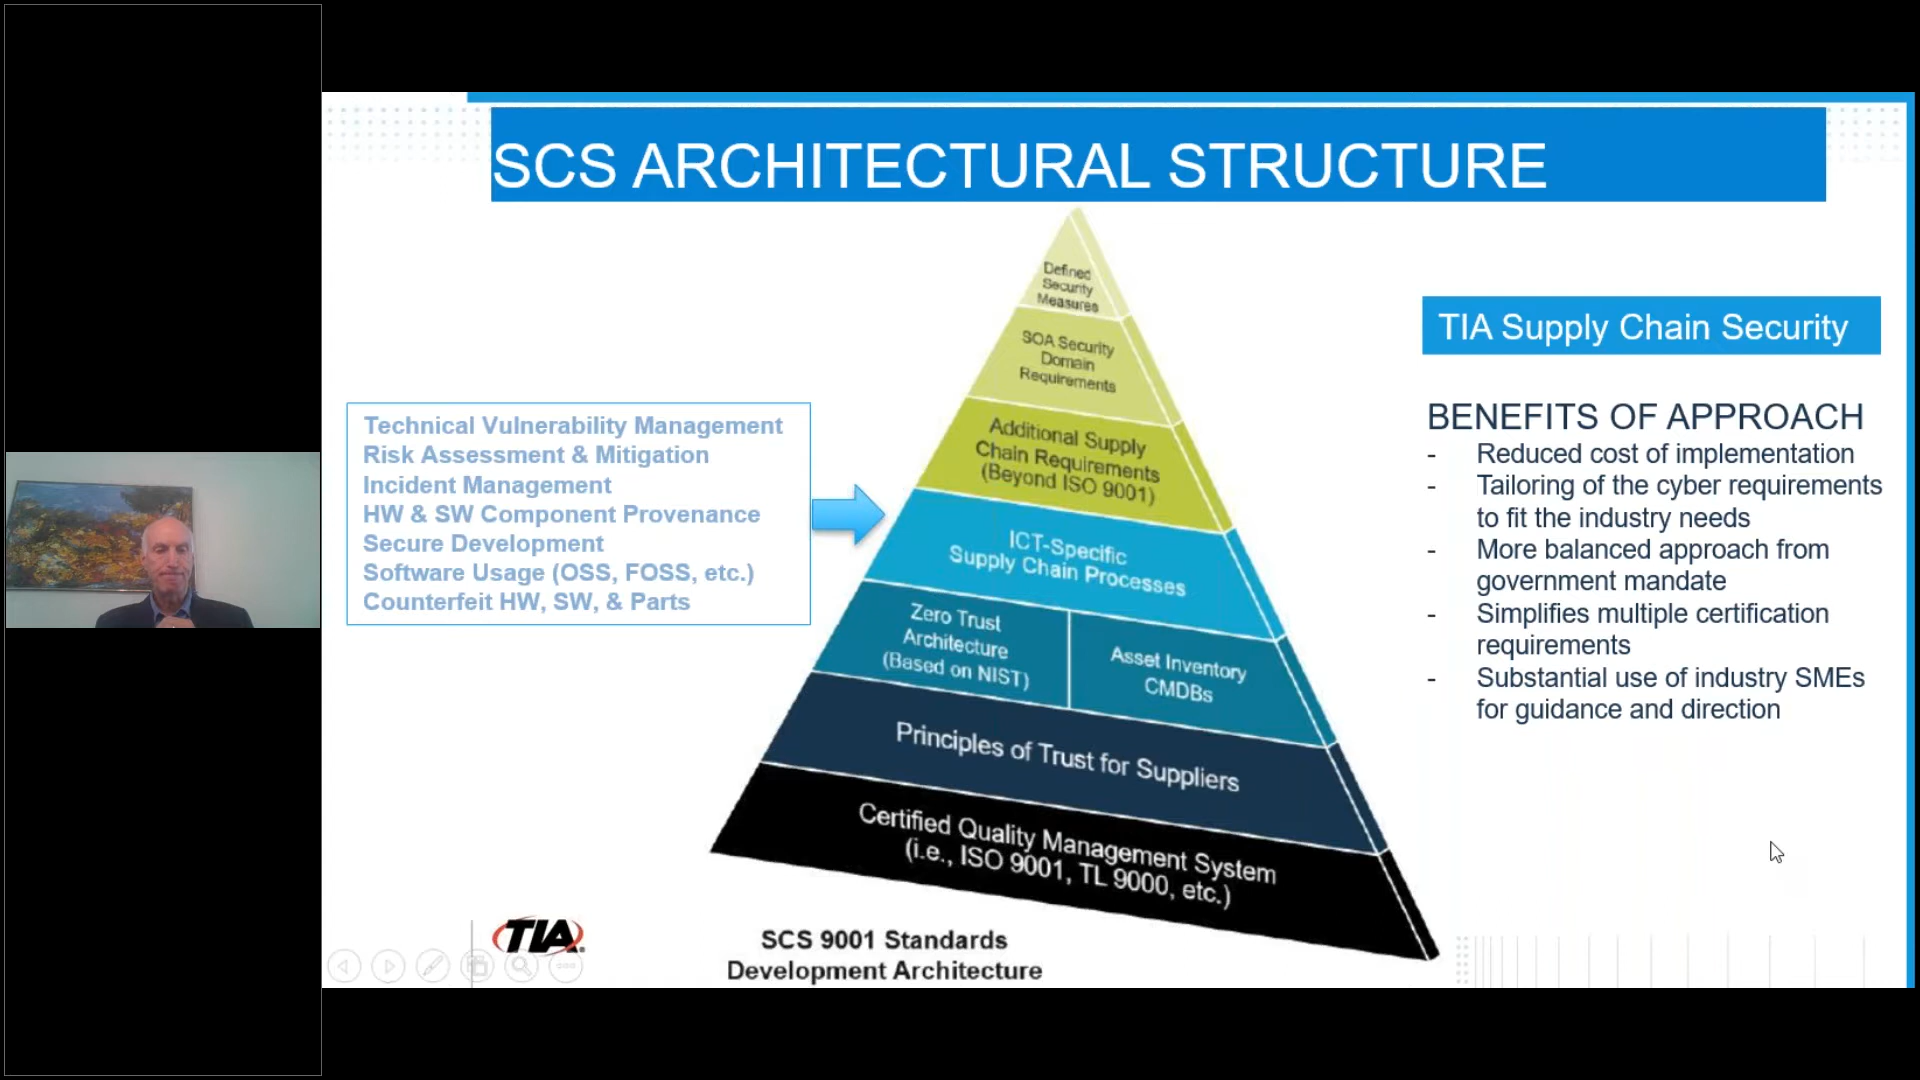 SCS ARCHITECTURAL STRUCTURE
Defined
Security
Measures
SOA Security
Domain
Requirements
Additional Supply
Chain Requirements
(Beyond ISO 9001)
ICT-Specific
Supply Chain Processes
Zero Trust
Architecture
(Based on NIST)
Asset Inventory
CMDBs
Principles of Trust for Suppliers
Certified Quality Management System
(i.e., ISO 9001, TL 9000, etc.)
Technical Vulnerability Management
Risk Assessment & Mitigation
Incident Management
HW & SW Component Provenance
Secure Development
Software Usage (OSS, FOSS, etc.)
Counterfeit HW, SW, & Parts
TIA Supply Chain Security
BENEFITS OF APPROACH
- Reduced cost of implementation
- Tailoring of the cyber requirements
to fit the industry needs
- More balanced approach from
government mandate
- Simplifies multiple certification
requirements
- Substantial use of industry SMEs
for guidance and direction
TIA
SCS 9001 Standards
Development Architecture